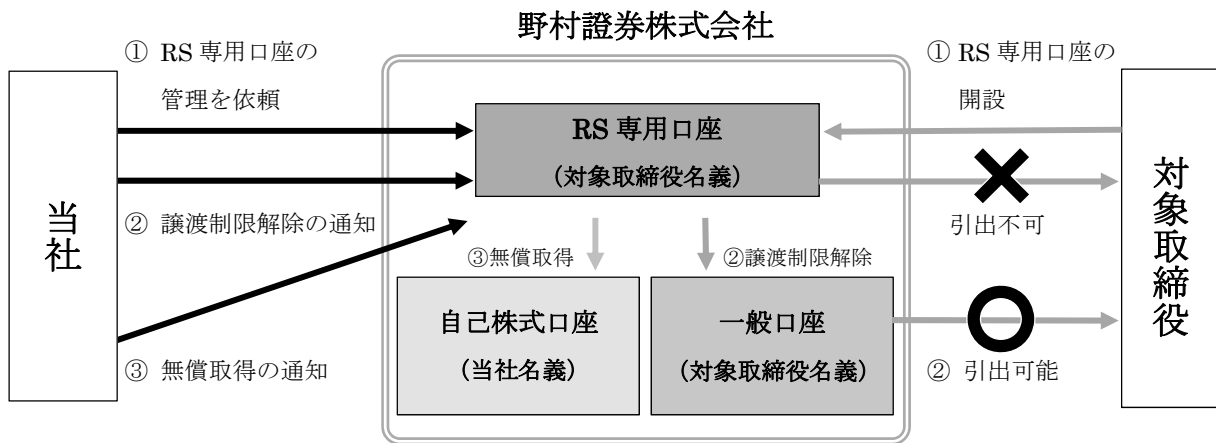 野村證券株式会社
① RS 専用口座の
管理を依頼
① RS 専用口座の
開設
当社
RS 専用口座
(対象取締役名義)
対象取締役
② 譲渡制限解除の通知
引出不可
③無償取得
②譲渡制限解除
自己株式口座
(当社名義)
一般口座
(対象取締役名義)
③ 無償取得の通知
② 引出可能